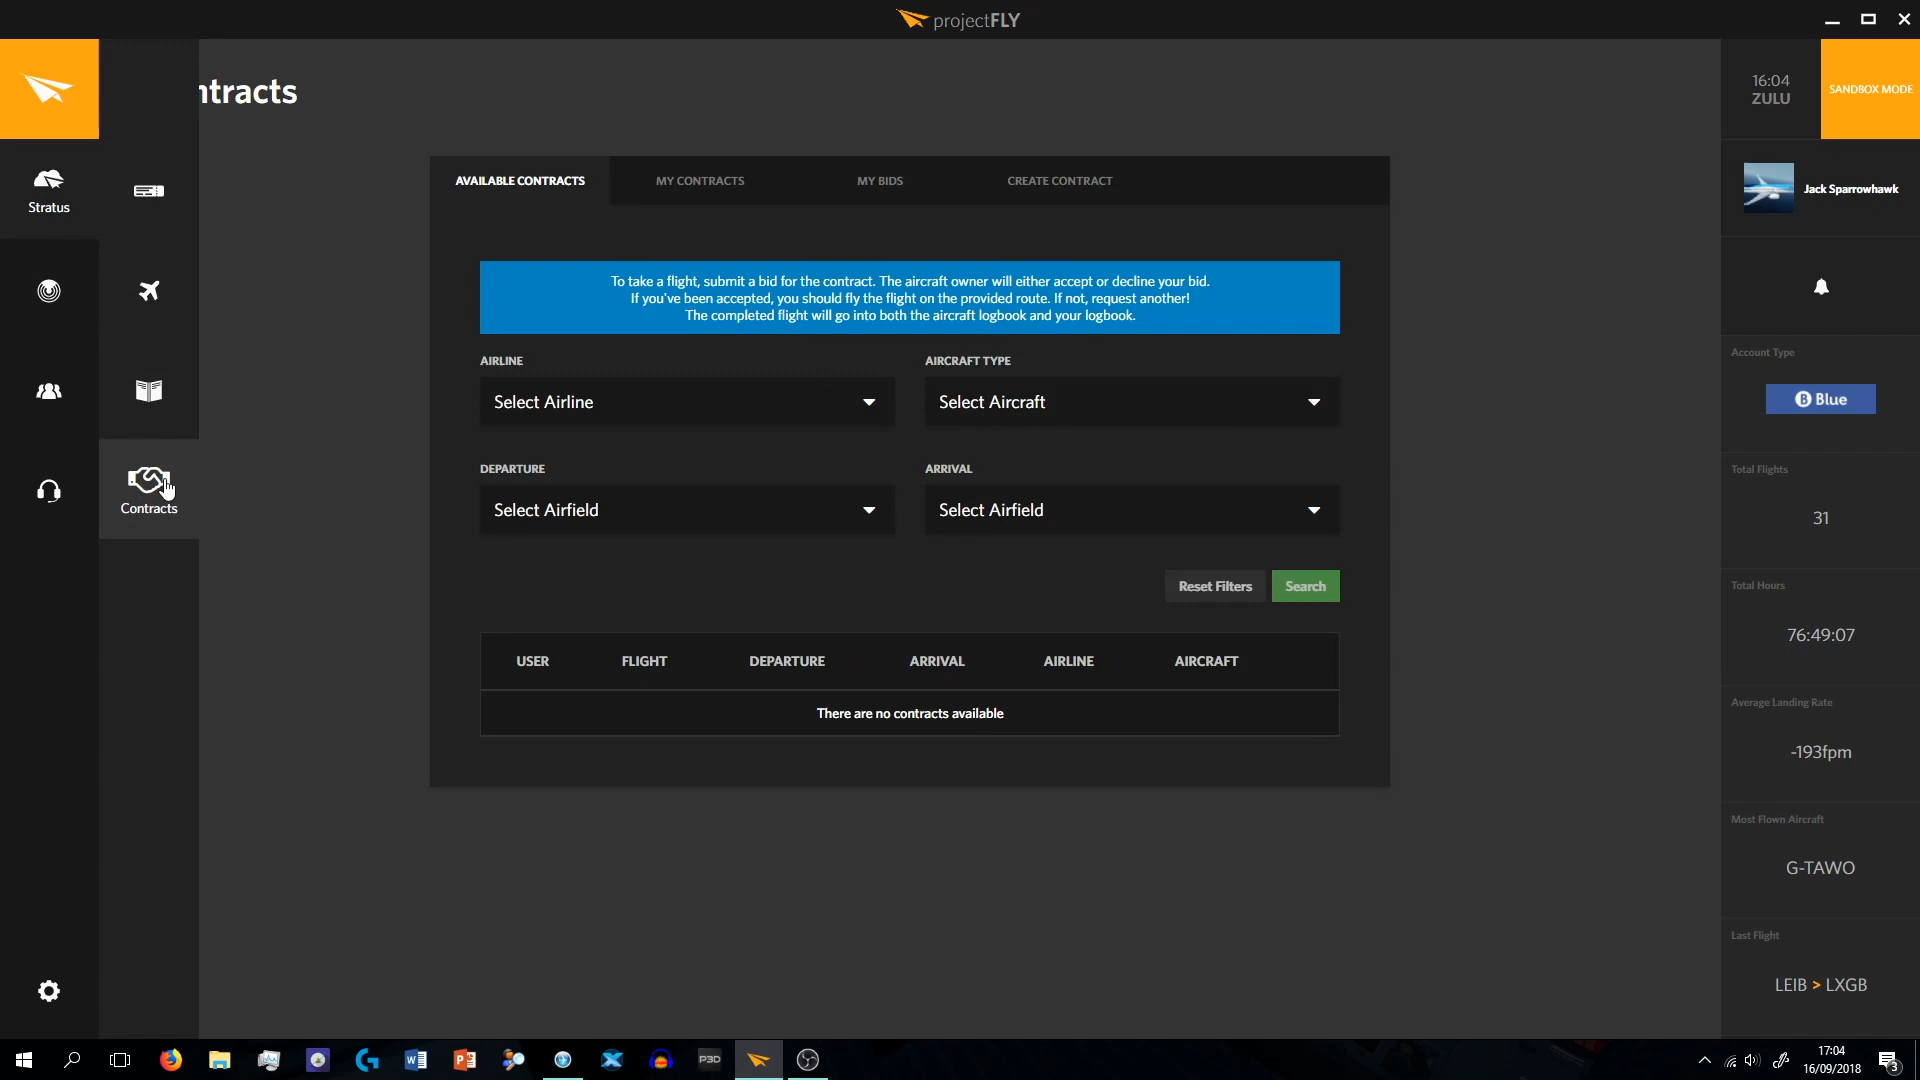 projectFLY
ntracts
16:04
ZULU
SANDBOX MODE
Stratus
Contracts
AVAILABLE CONTRACTS
MY CONTRACTS
MY BIDS
CREATE CONTRACT
To take a flight, submit a bid for the contract. The aircraft owner will either accept or decline your bid.
If you've been accepted, you should fly the flight on the provided route. If not, request another!
The completed flight will go into both the aircraft logbook and your logbook.
AIRLINE
AIRCRAFT TYPE
Select Airline
Select Aircraft
DEPARTURE
ARRIVAL
Select Airfield
Select Airfield
Reset Filters
Search
USER
FLIGHT
DEPARTURE
ARRIVAL
AIRLINE
AIRCRAFT
There are no contracts available
Jack Sparrowhawk
Account Type
B Blue
Total Flights
31
Total Hours
76:49:07
Average Landing Rate
-193fpm
Most Flown Aircraft
G-TAWO
Last Flight
LEIB > LXGB
P3D
17:04
16/09/2018
3